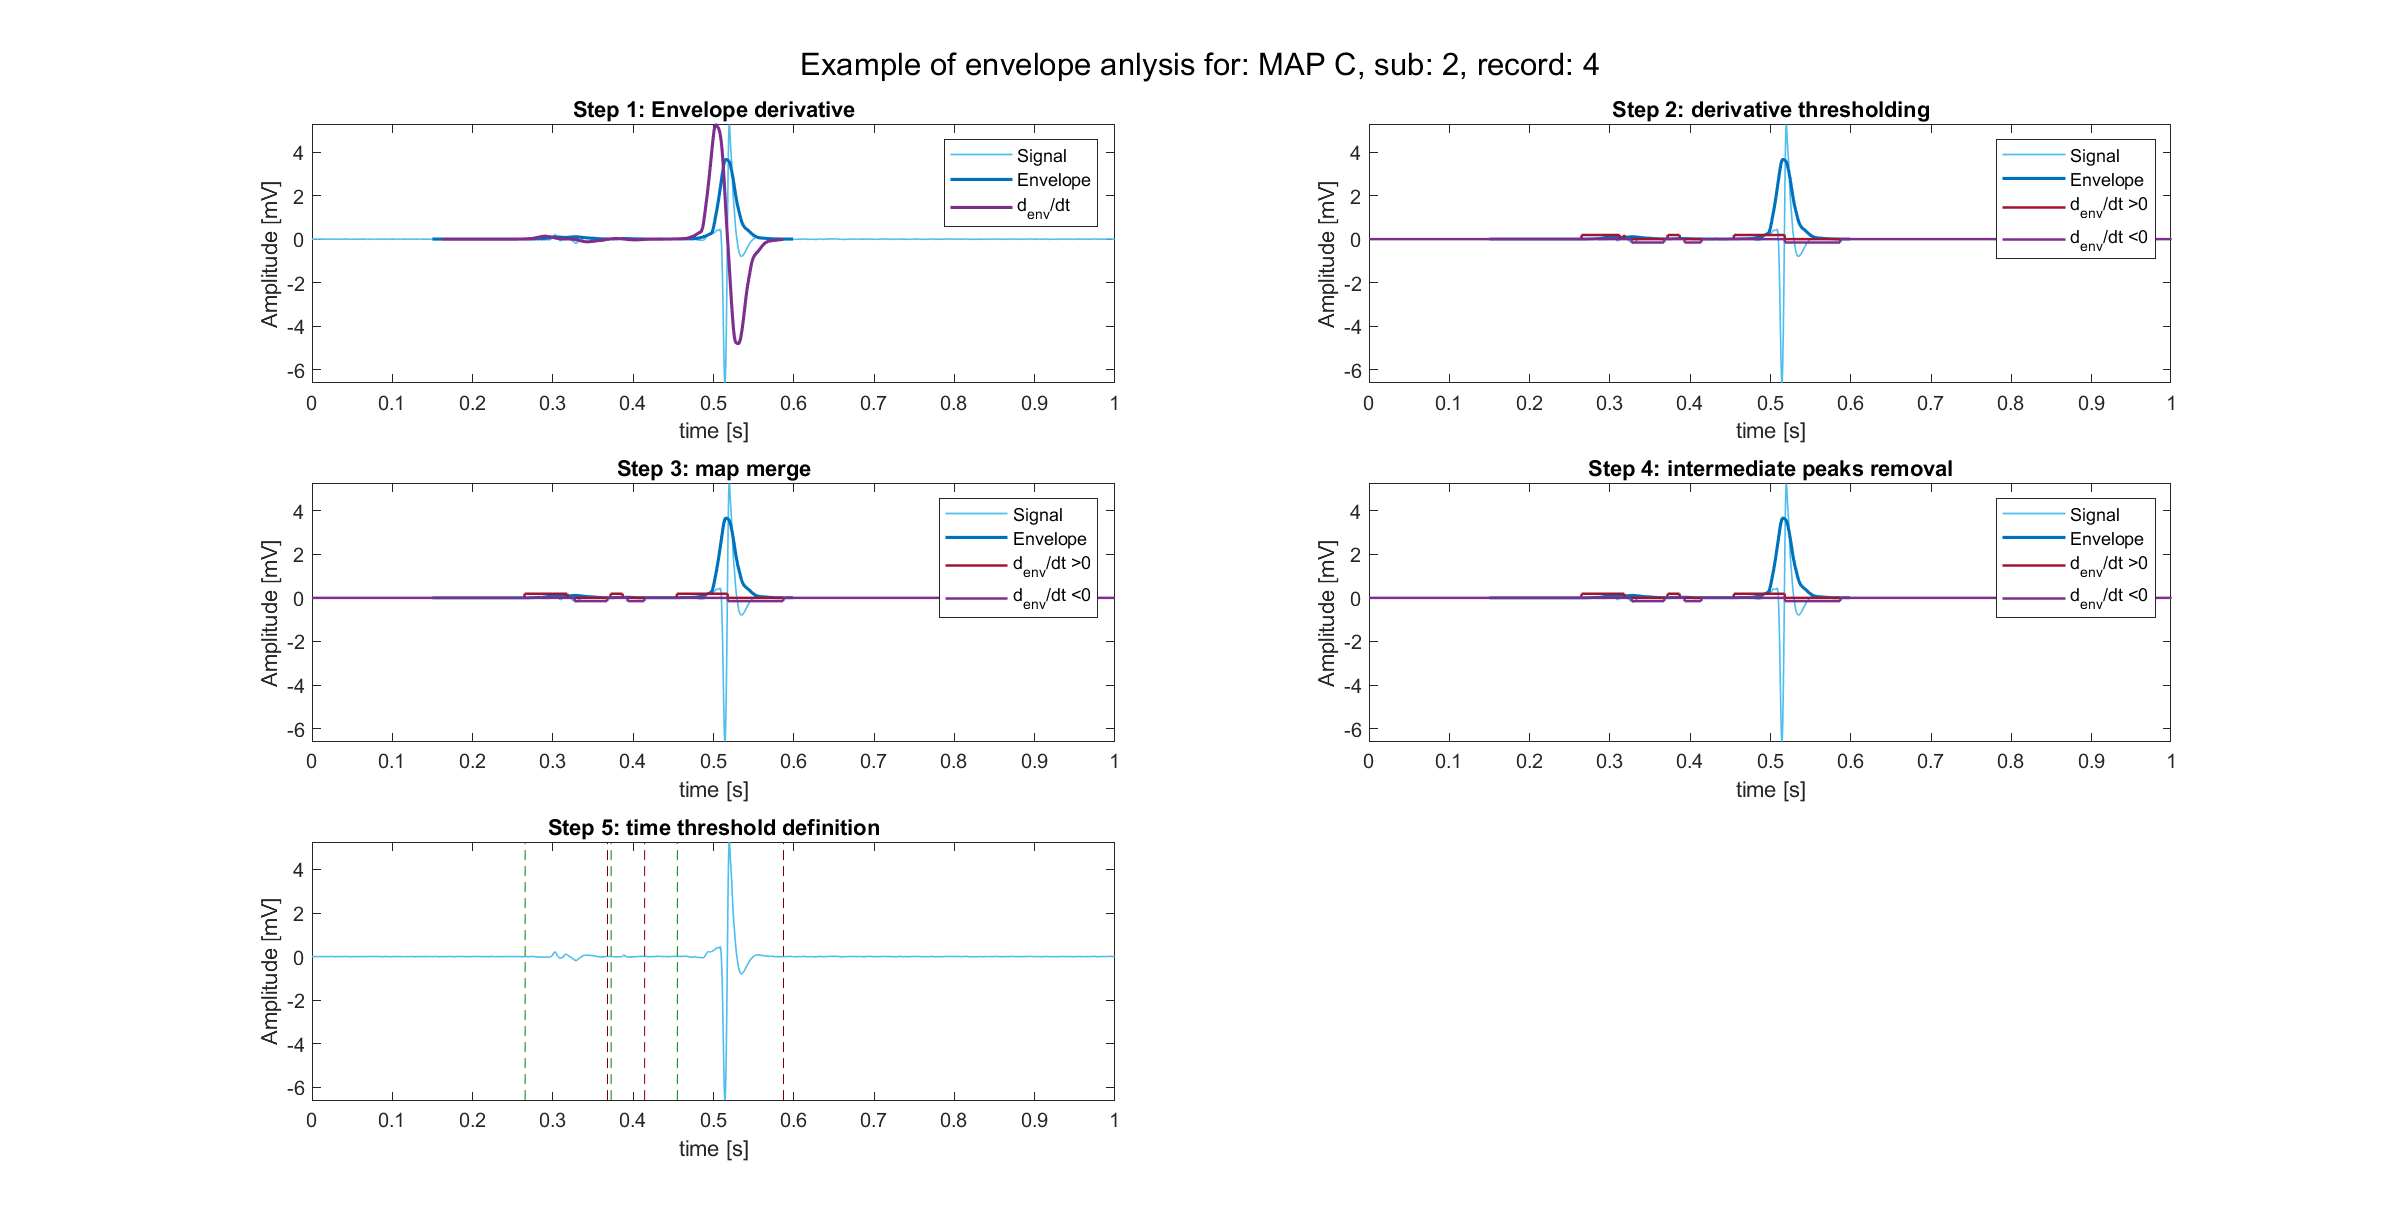 Example of envelope anlysis for: MAP C, sub: 2, record: 4
Step 1: Envelope derivative
Amplitude [mV]
4
2
0
-2
-4
-6
Signal
Envelope
d_env/dt
0 0.1 0.2 0.3 0.4 0.5 0.6 0.7 0.8 0.9 1
time [s]
Step 2: derivative thresholding
Amplitude [mV]
4
2
0
-2
-4
-6
Signal
Envelope
d_env/dt >0
d_env/dt <0
0 0.1 0.2 0.3 0.4 0.5 0.6 0.7 0.8 0.9 1
time [s]
Step 3: map merge
Amplitude [mV]
4
2
0
-2
-4
-6
Signal
Envelope
d_env/dt >0
d_env/dt <0
0 0.1 0.2 0.3 0.4 0.5 0.6 0.7 0.8 0.9 1
time [s]
Step 4: intermediate peaks removal
Amplitude [mV]
4
2
0
-2
-4
-6
Signal
Envelope
d_env/dt >0
d_env/dt <0
0 0.1 0.2 0.3 0.4 0.5 0.6 0.7 0.8 0.9 1
time [s]
Step 5: time threshold definition
Amplitude [mV]
4
2
0
-2
-4
-6
0 0.1 0.2 0.3 0.4 0.5 0.6 0.7 0.8 0.9 1
time [s]